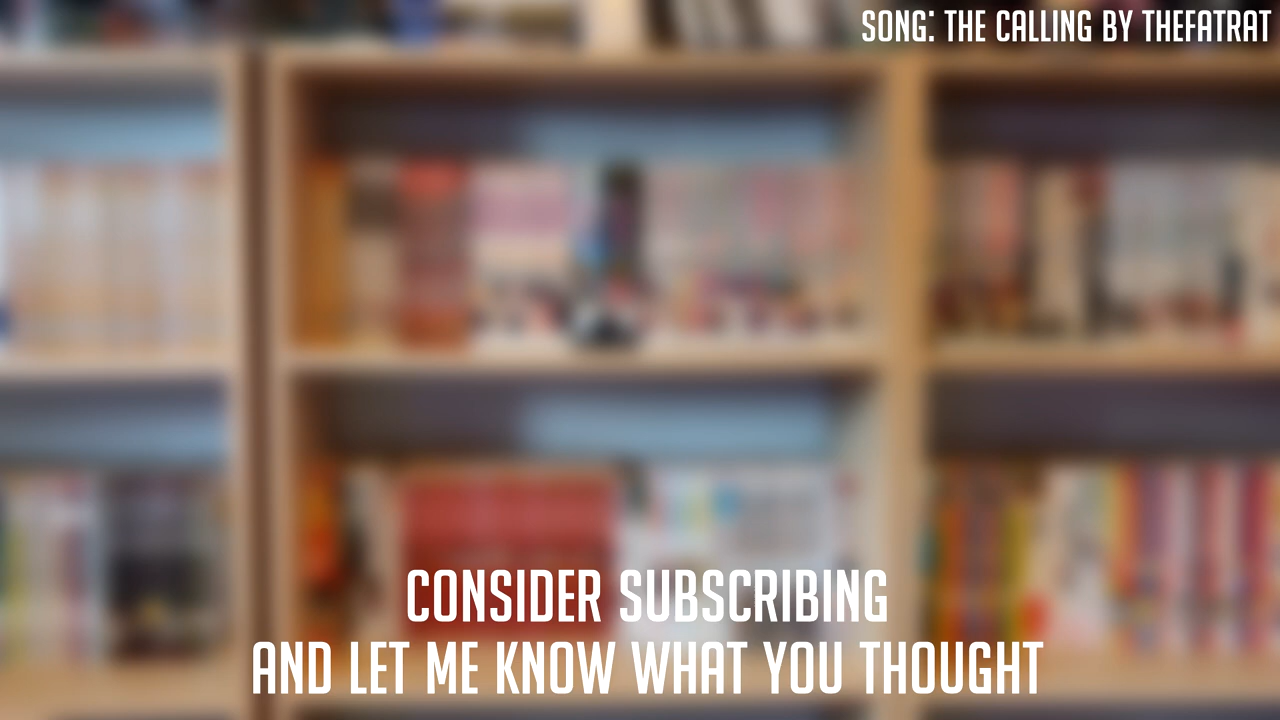 SONG: THE CALLING BY THEFATRAT
CONSIDER SUBSCRIBING
AND LET ME KNOW WHAT YOU THOUGHT